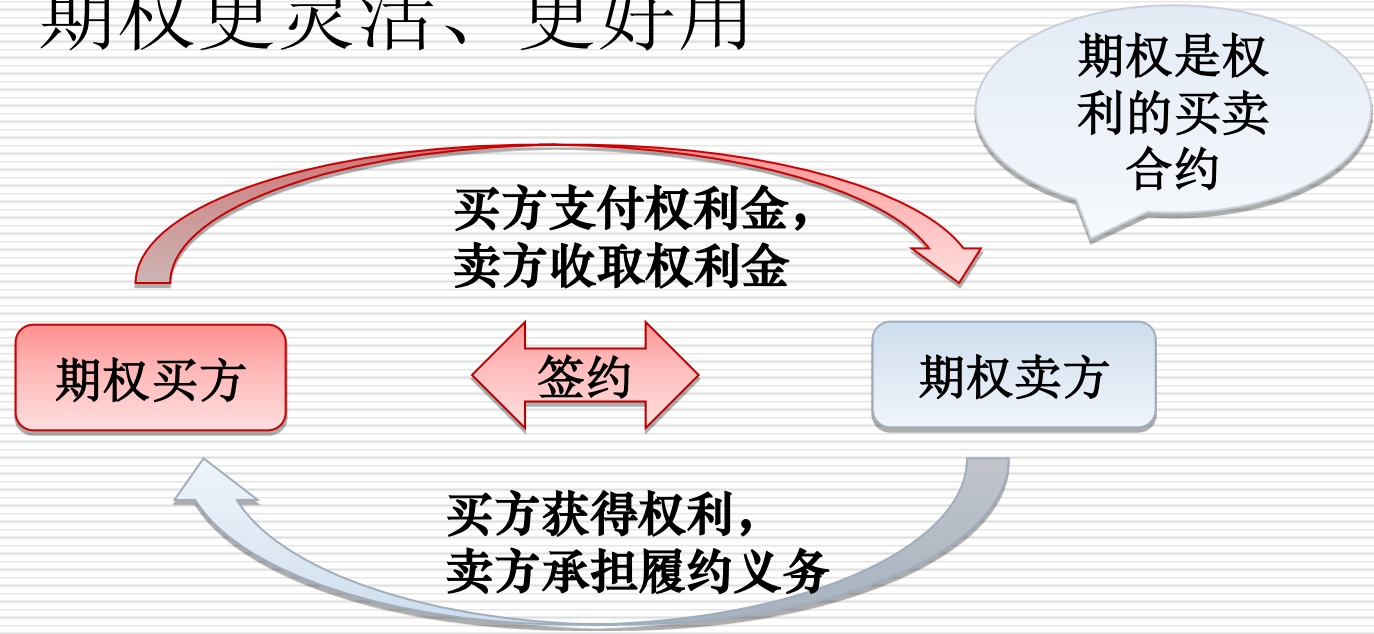 期权更灵活、更好用
期权是权
利的买卖
合约
买方支付权利金，
卖方收取权利金
期权买方
签约
期权卖方
买方获得权利，
卖方承担履约义务